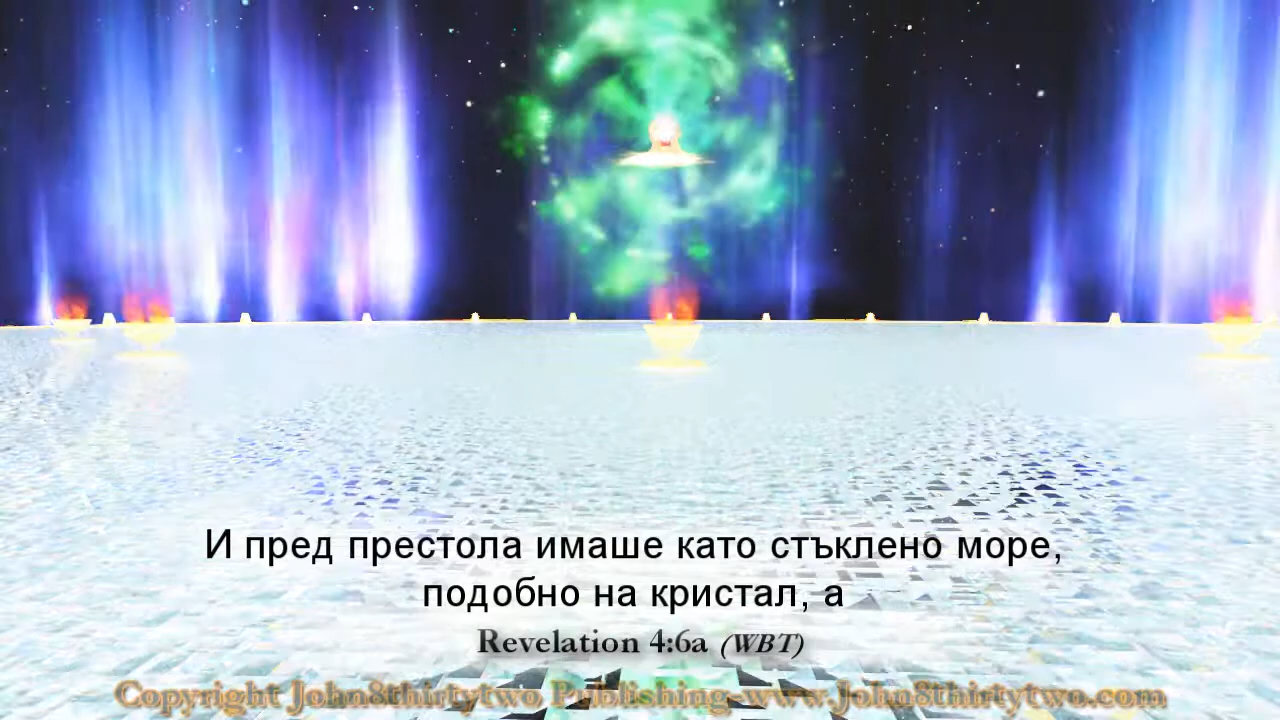 И пред престола имаше като стъклено море,
подобно на кристал, а
Revelation 4:6a (WBT)
Copyright John8thirtytwo Publishing-www.John8thirtytwo.com